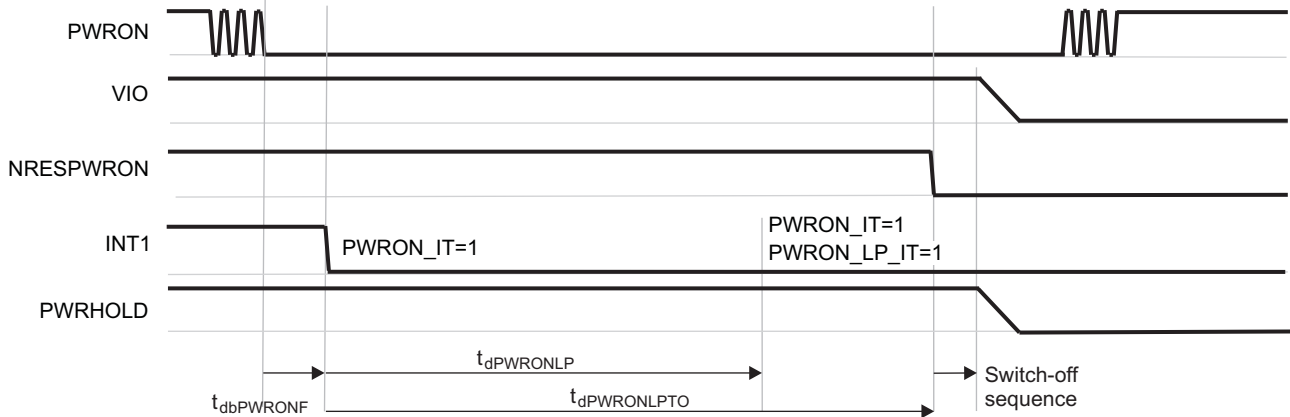 PWRON
VIO
NRESPWRON
PWRON_IT=1
PWRON_LP_IT=1
INT1
PWRON_IT=1
PWRHOLD
tdPWRONLP
Switch-off
sequence
tdbPWRONF
tdPWRONLPTO